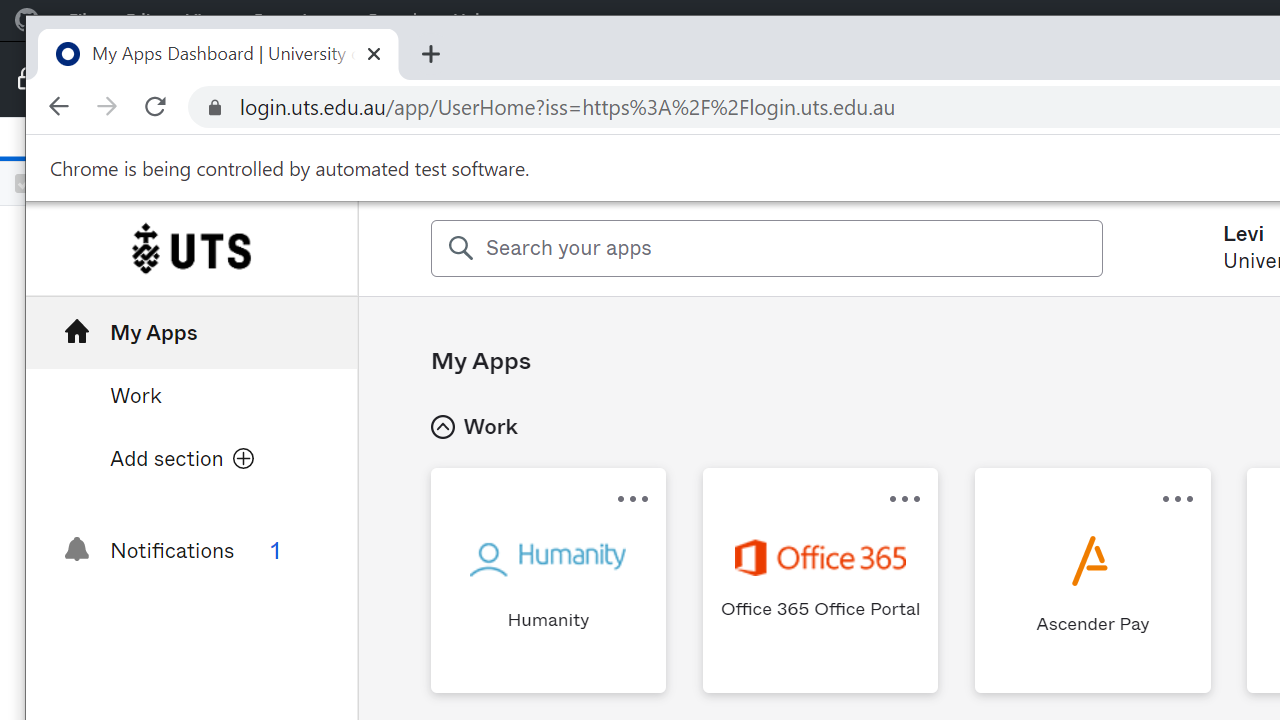 My Apps Dashboard | University
login.uts.edu.au/app/UserHome?iss=https%3A%2F%2Flogin.uts.edu.au
Chrome is being controlled by automated test software.
UTS
Search your apps
Levi
My Apps
Work
Add section
Notifications 1
My Apps
Work
Humanity
Humanity
Office 365
Office 365 Office Portal
Ascender Pay